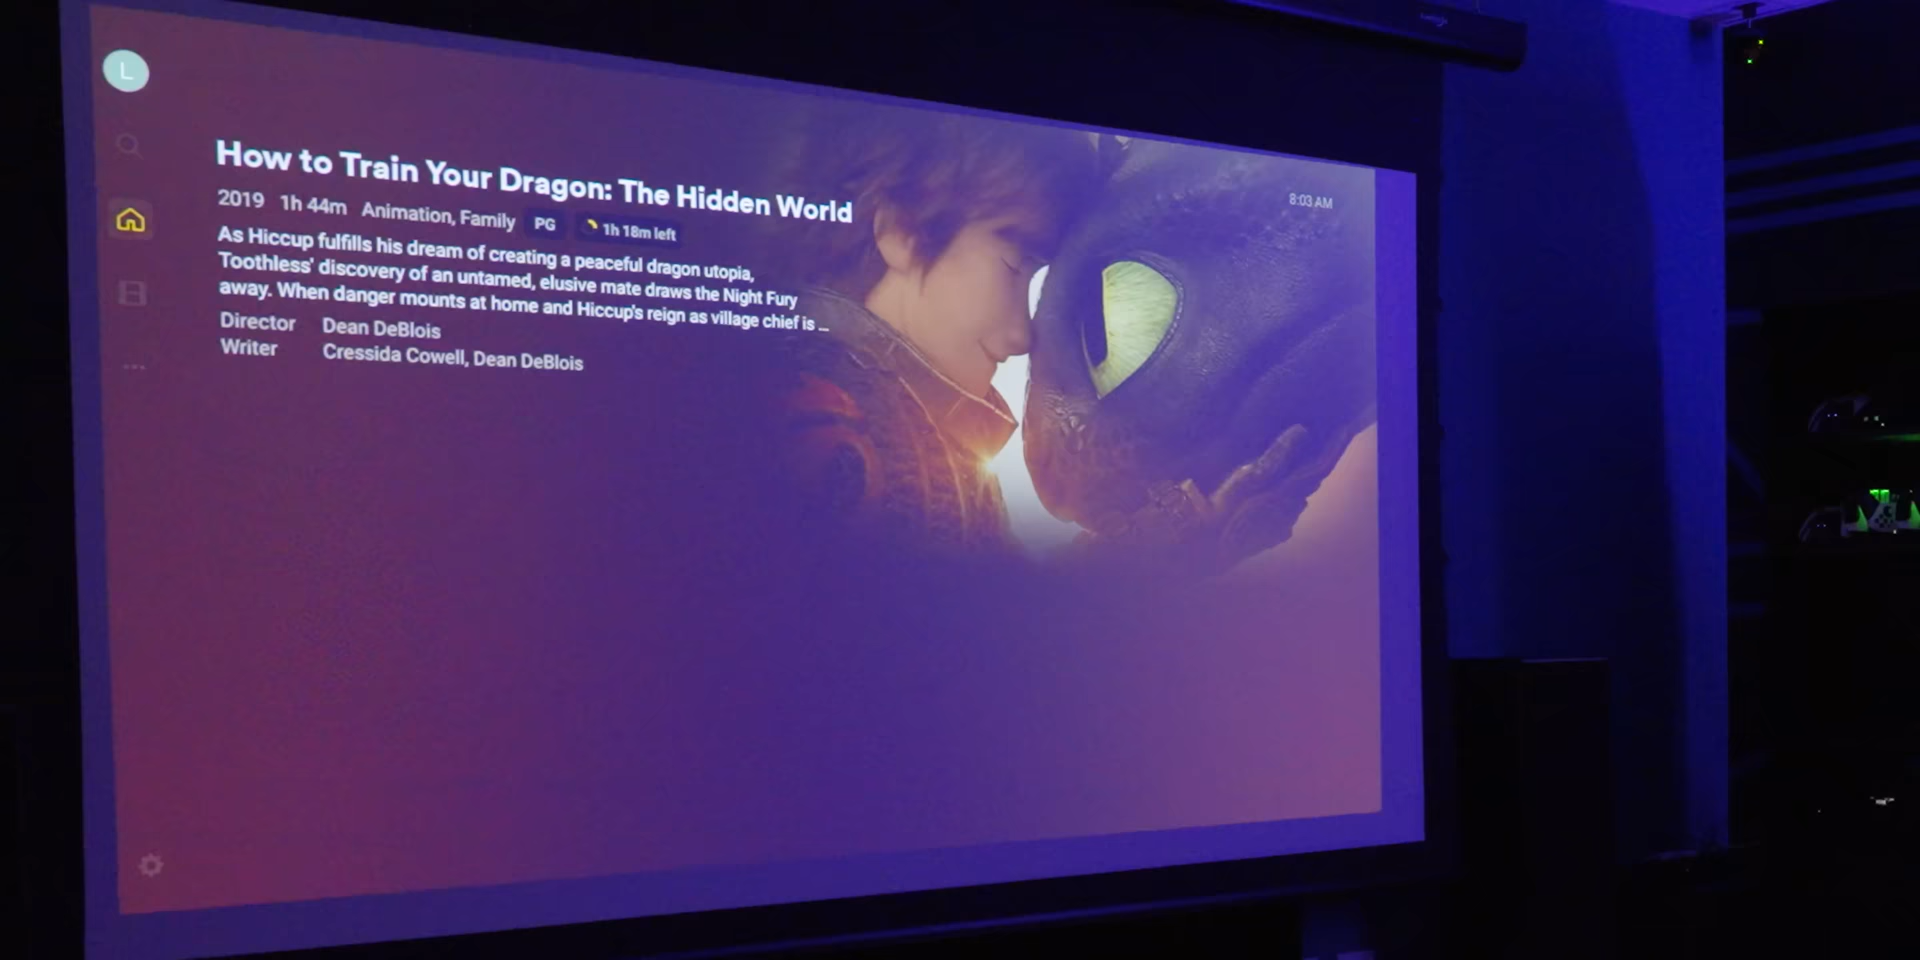 L
How to Train Your Dragon: The Hidden World
8:03 AM
2019 1h 44m Animation, Family PG 1h 18m left
As Hiccup fulfills his dream of creating a peaceful dragon utopia,
Toothless' discovery of an untamed, elusive mate draws the Night Fury
away. When danger mounts at home and Hiccup's reign as village chief is ...
Director Dean DeBlois
Writer Cressida Cowell, Dean DeBlois